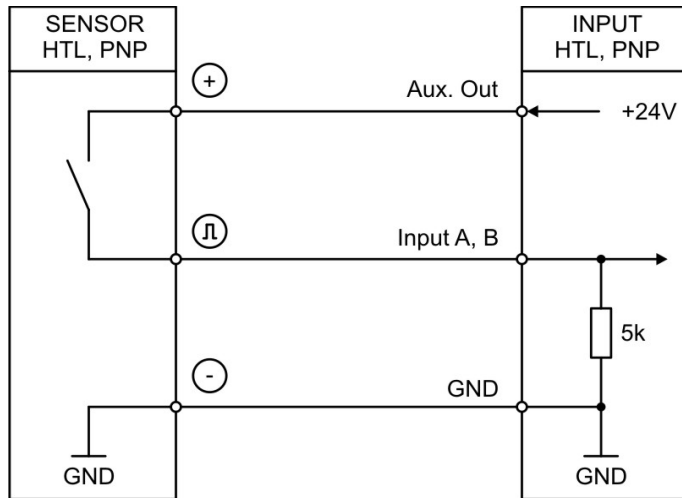 SENSOR
HTL, PNP
INPUT
HTL, PNP
+
Aux. Out
+24V
Input A, B
5k
-
GND
GND
GND